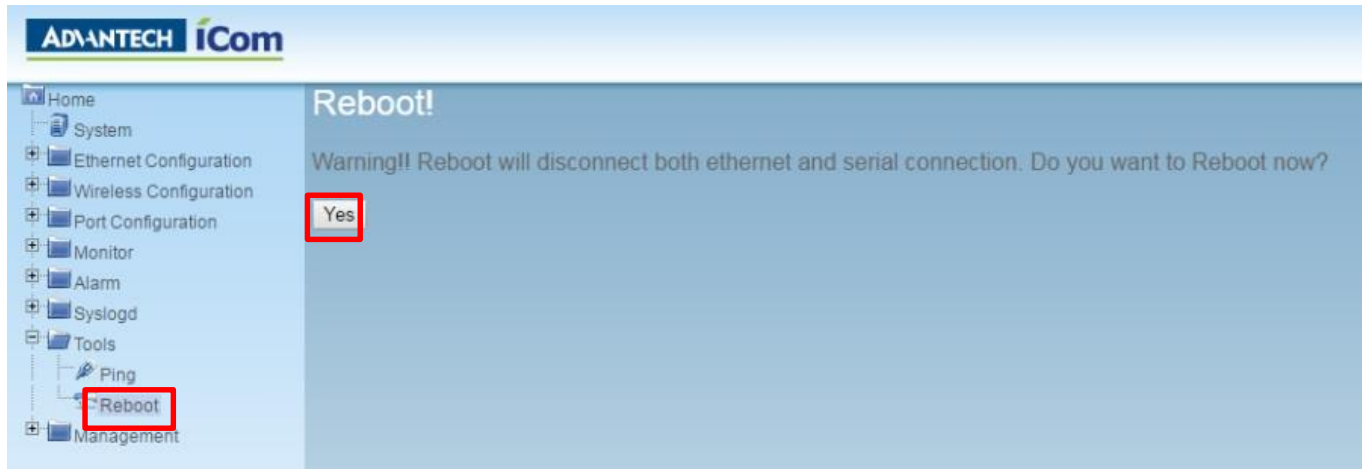 ADVANTECH iCom
Home
System
Ethernet Configuration
Wireless Configuration
Port Configuration
Monitor
Alarm
Syslogd
Tools
Ping
Reboot
Management
Reboot!
Warning!! Reboot will disconnect both ethernet and serial connection. Do you want to Reboot now?
Yes